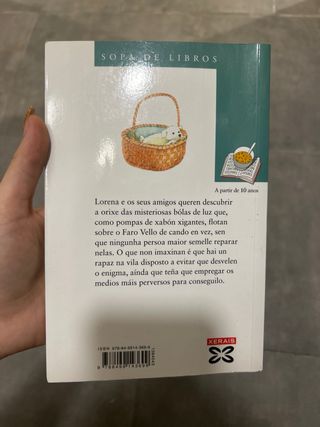 SOPA DE LIBROS
A partir de 10 anos
Lorena e os seus amigos queren descubrir
a orixe das misteriosas bólas de luz que,
como pompas de xabón xigantes, flotan
sobre o Faro Vello de cando en vez, sen
que ningunha persoa maior semelle reparar
nelas. O que non imaxinan é que hai un
rapaz na vila disposto a evitar que desvelen
o enigma, aínda que teña que empregar os
medios máis perversos para conseguilo.
XERAIS